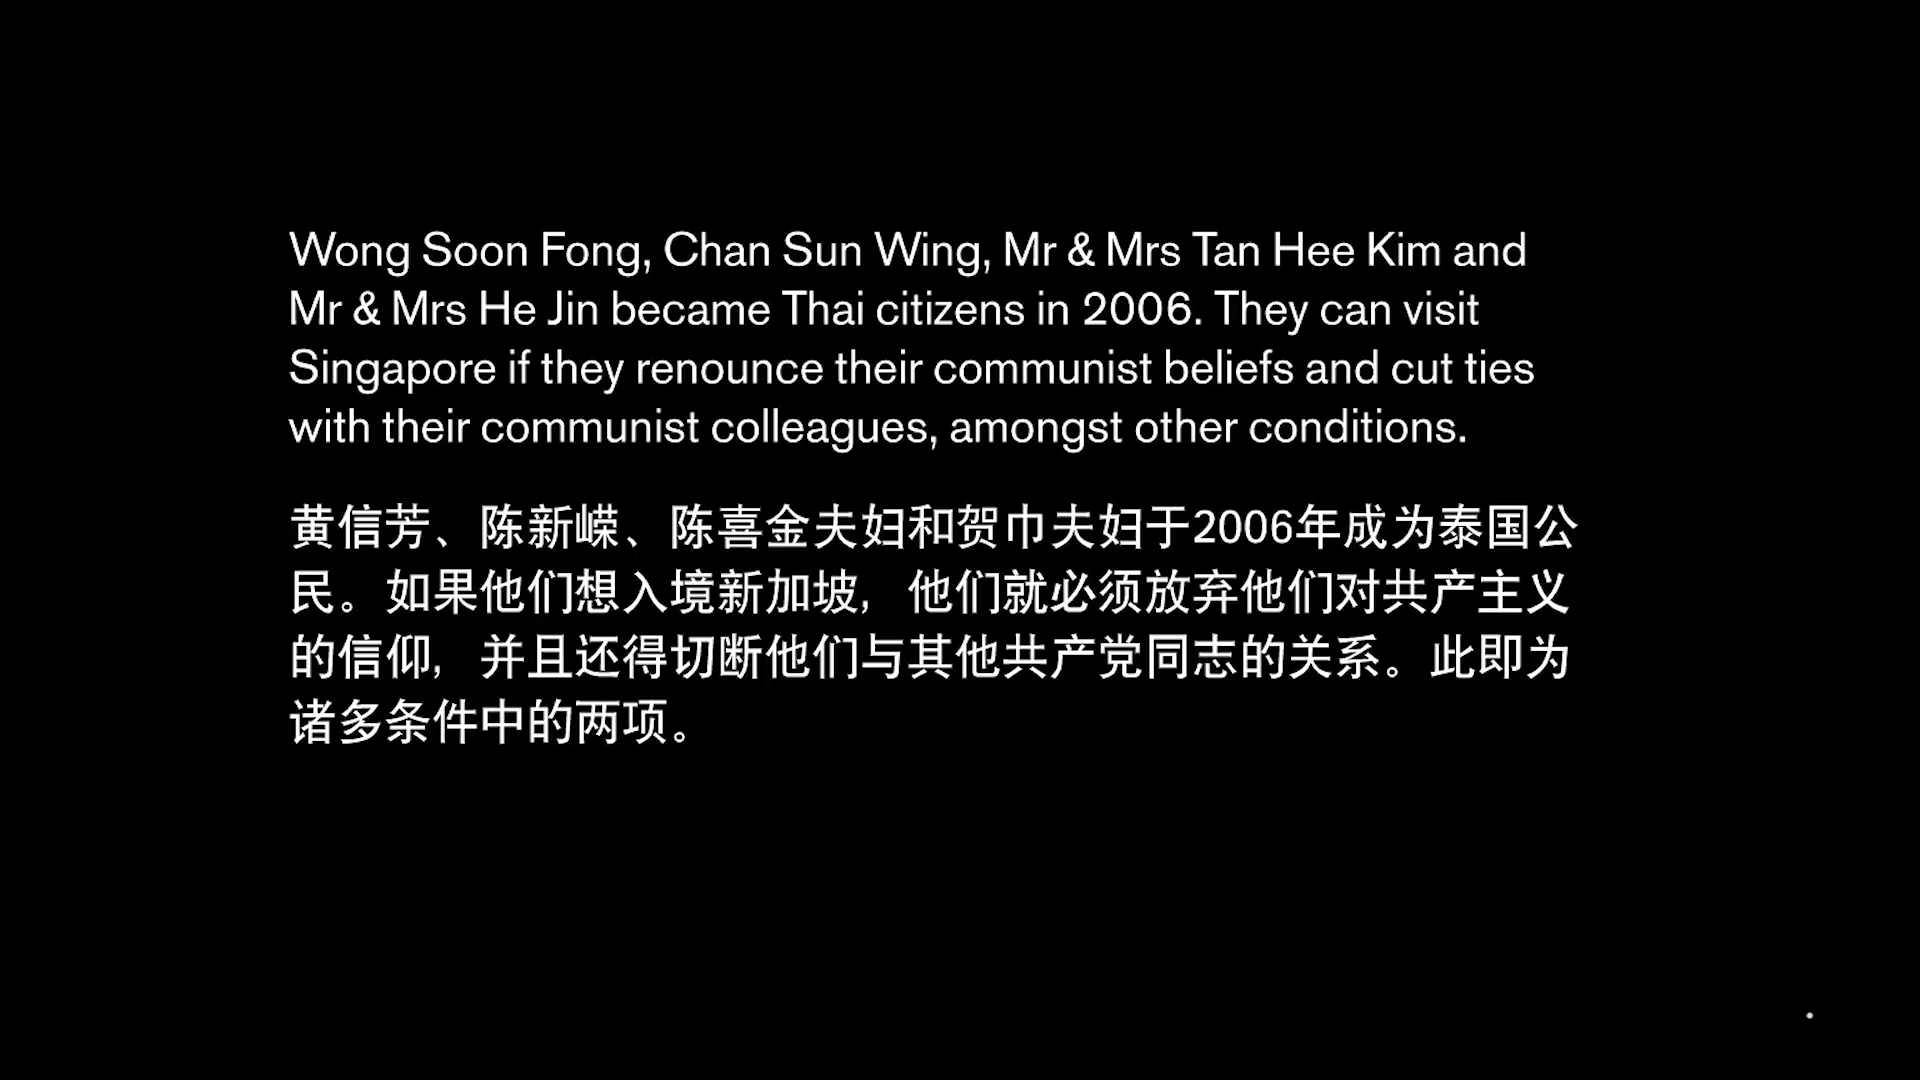 Wong Soon Fong, Chan Sun Wing, Mr & Mrs Tan Hee Kim and
Mr & Mrs He Jin became Thai citizens in 2006. They can visit
Singapore if they renounce their communist beliefs and cut ties
with their communist colleagues, amongst other conditions.
黄信芳、陈新嵘、陈喜金夫妇和贺巾夫妇于2006年成为泰国公
民。如果他们想入境新加坡，他们就必须放弃他们对共产主义
的信仰，并且还得切断他们与其他共产党同志的关系。此即为
诸多条件中的两项。